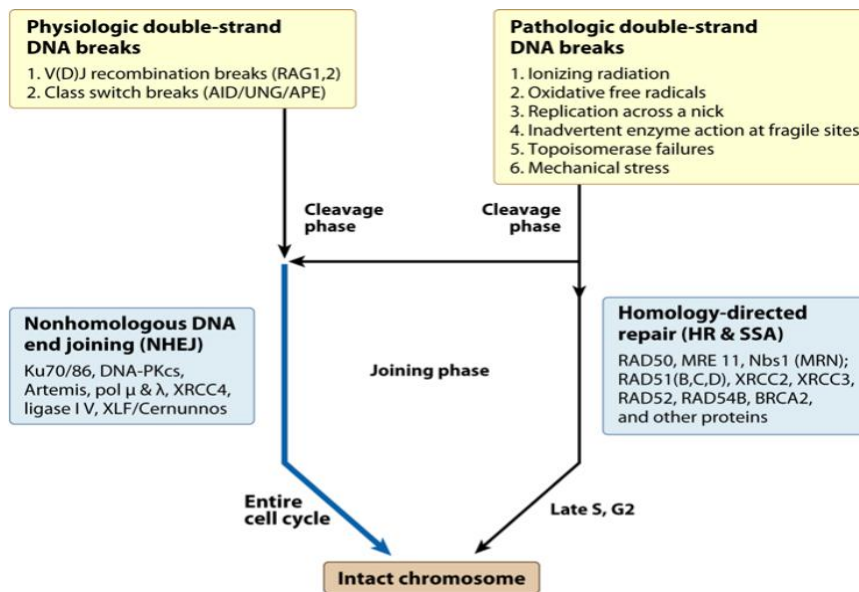 Physiologic double-strand
DNA breaks
1. V(D)J recombination breaks (RAG1,2)
2. Class switch breaks (AID/UNG/APE)
Pathologic double-strand
DNA breaks
1. Ionizing radiation
2. Oxidative free radicals
3. Replication across a nick
4. Inadvertent enzyme action at fragile sites
5. Topoisomerase failures
6. Mechanical stress
Cleavage
phase
Cleavage
phase
Nonhomologous DNA
end joining (NHEJ)
Ku70/86, DNA-PKcs,
Artemis, pol μ & λ, XRCC4,
ligase I V, XLF/Cernunnos
Joining phase
Homology-directed
repair (HR & SSA)
RAD50, MRE 11, Nbs1 (MRN);
RAD51(B,C,D), XRCC2, XRCC3,
RAD52, RAD54B, BRCA2,
and other proteins
Entire
cell cycle
Late S, G2
Intact chromosome